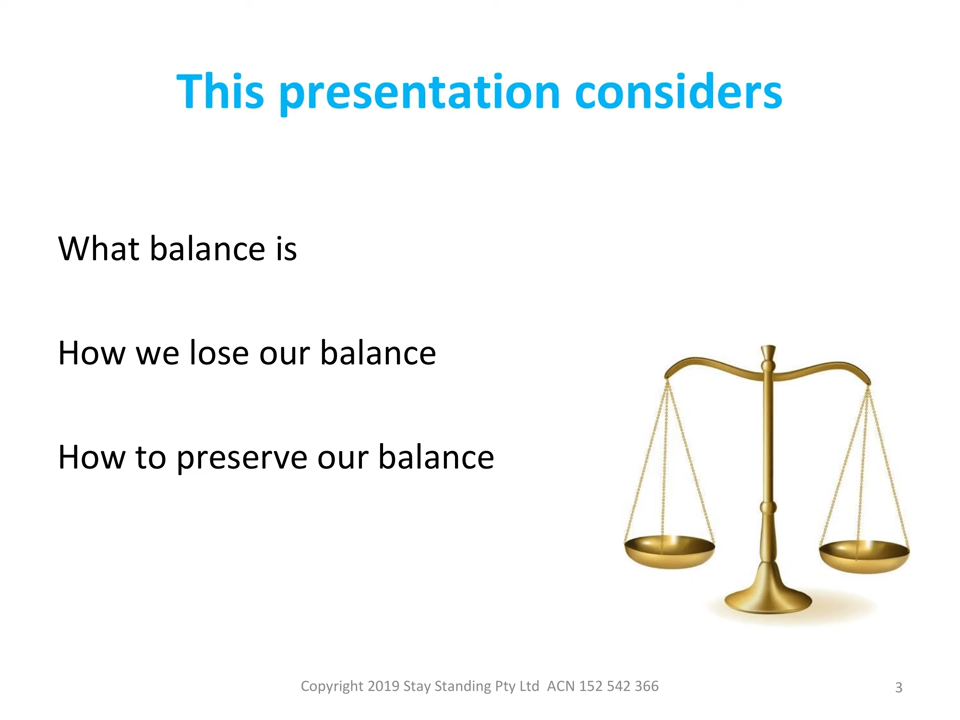 This presentation considers
What balance is
How we lose our balance
How to preserve our balance
Copyright 2019 Stay Standing Pty Ltd  ACN 152 542 366
3